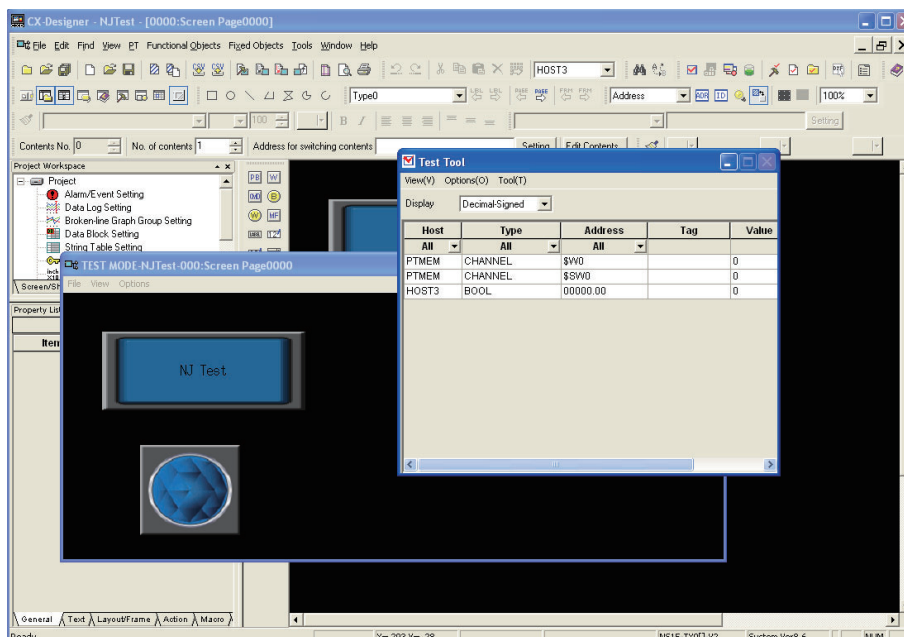 CX-Designer - NJTest - [0000:Screen Page0000]
File Edit Find View PT Functional Objects Fixed Objects Tools Window Help
HOST3
Type0 Address 100%
100 B I Setting
Contents No. 0 No. of contents 1 Address for switching contents Setting Edit Contents
Project Workspace
Project
Alarm/Event Setting
Data Log Setting
Broken-line Graph Group Setting
Data Block Setting
String Table Setting
Test Tool
View(V) Options(O) Tool(T)
Display Decimal-Signed
Host Type Address Tag Value
All All All
PTMEM CHANNEL $W0 0
PTMEM CHANNEL $SW0 0
HOST3 BOOL 00000.00 0
TEST MODE-NJTest-000:Screen Page0000
File View Options
NJ Test
Property List
General Text Layout/Frame Action Macro